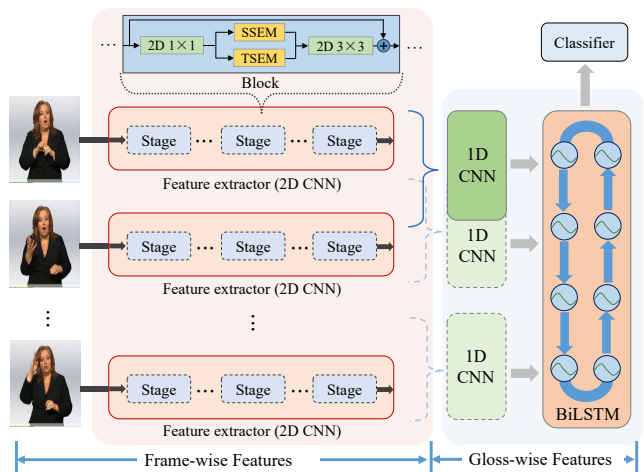 SSEM
... 2D 1×1 2D 3×3 + ...
TSEM
Block
Classifier
Stage ... Stage ... Stage
Feature extractor (2D CNN)
1D
CNN
Stage ... Stage ... Stage
Feature extractor (2D CNN)
1D
CNN
Stage ... Stage ... Stage
Feature extractor (2D CNN)
1D
CNN
BiLSTM
Frame-wise Features
Gloss-wise Features